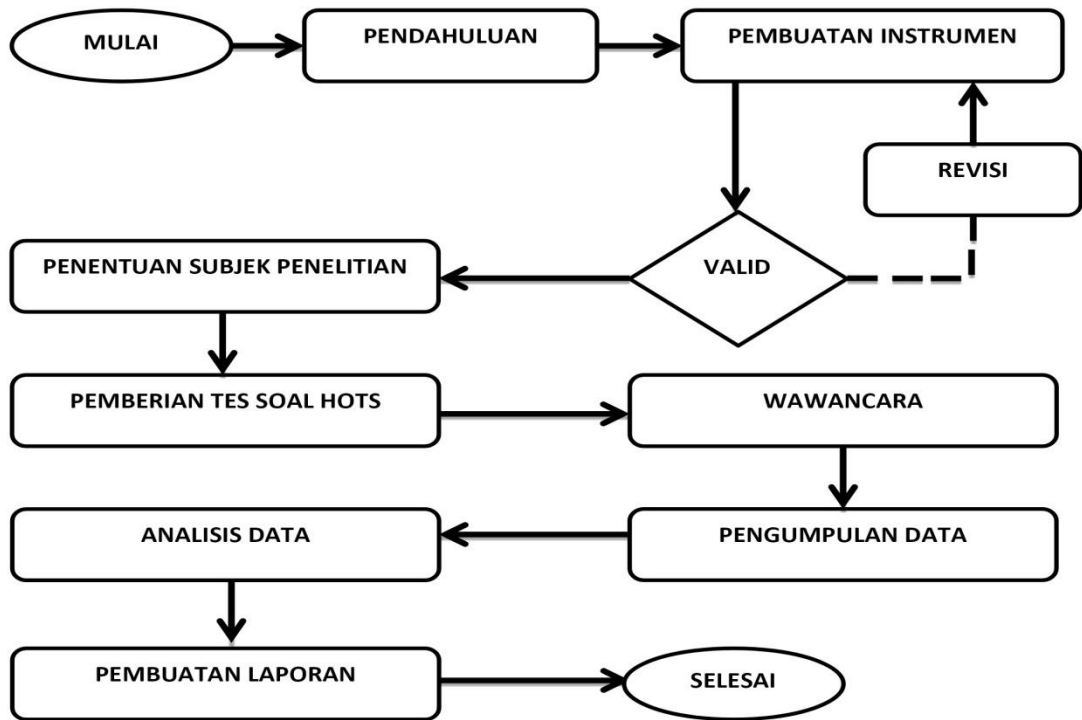 MULAI
PENDAHULUAN
PEMBUATAN INSTRUMEN
REVISI
VALID
PENENTUAN SUBJEK PENELITIAN
PEMBERIAN TES SOAL HOTS
WAWANCARA
PENGUMPULAN DATA
ANALISIS DATA
PEMBUATAN LAPORAN
SELESAI